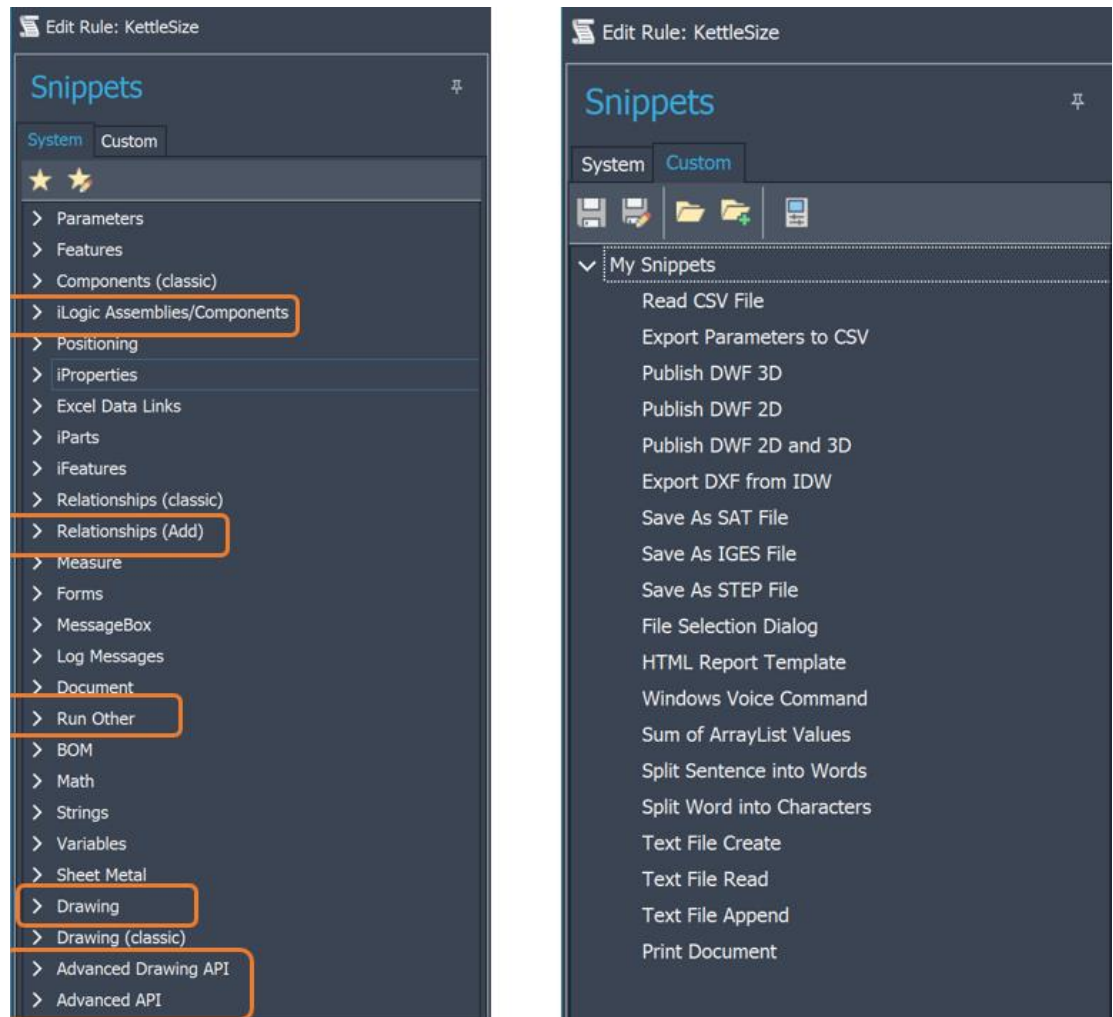 Edit Rule: KettleSize
Snippets
System Custom
Parameters
Features
Components (classic)
iLogic Assemblies/Components
Positioning
iProperties
Excel Data Links
iParts
iFeatures
Relationships (classic)
Relationships (Add)
Measure
Forms
MessageBox
Log Messages
Document
Run Other
BOM
Math
Strings
Variables
Sheet Metal
Drawing
Drawing (classic)
Advanced Drawing API
Advanced API
Edit Rule: KettleSize
Snippets
System Custom
My Snippets
Read CSV File
Export Parameters to CSV
Publish DWF 3D
Publish DWF 2D
Publish DWF 2D and 3D
Export DXF from IDW
Save As SAT File
Save As IGES File
Save As STEP File
File Selection Dialog
HTML Report Template
Windows Voice Command
Sum of ArrayList Values
Split Sentence into Words
Split Word into Characters
Text File Create
Text File Read
Text File Append
Print Document